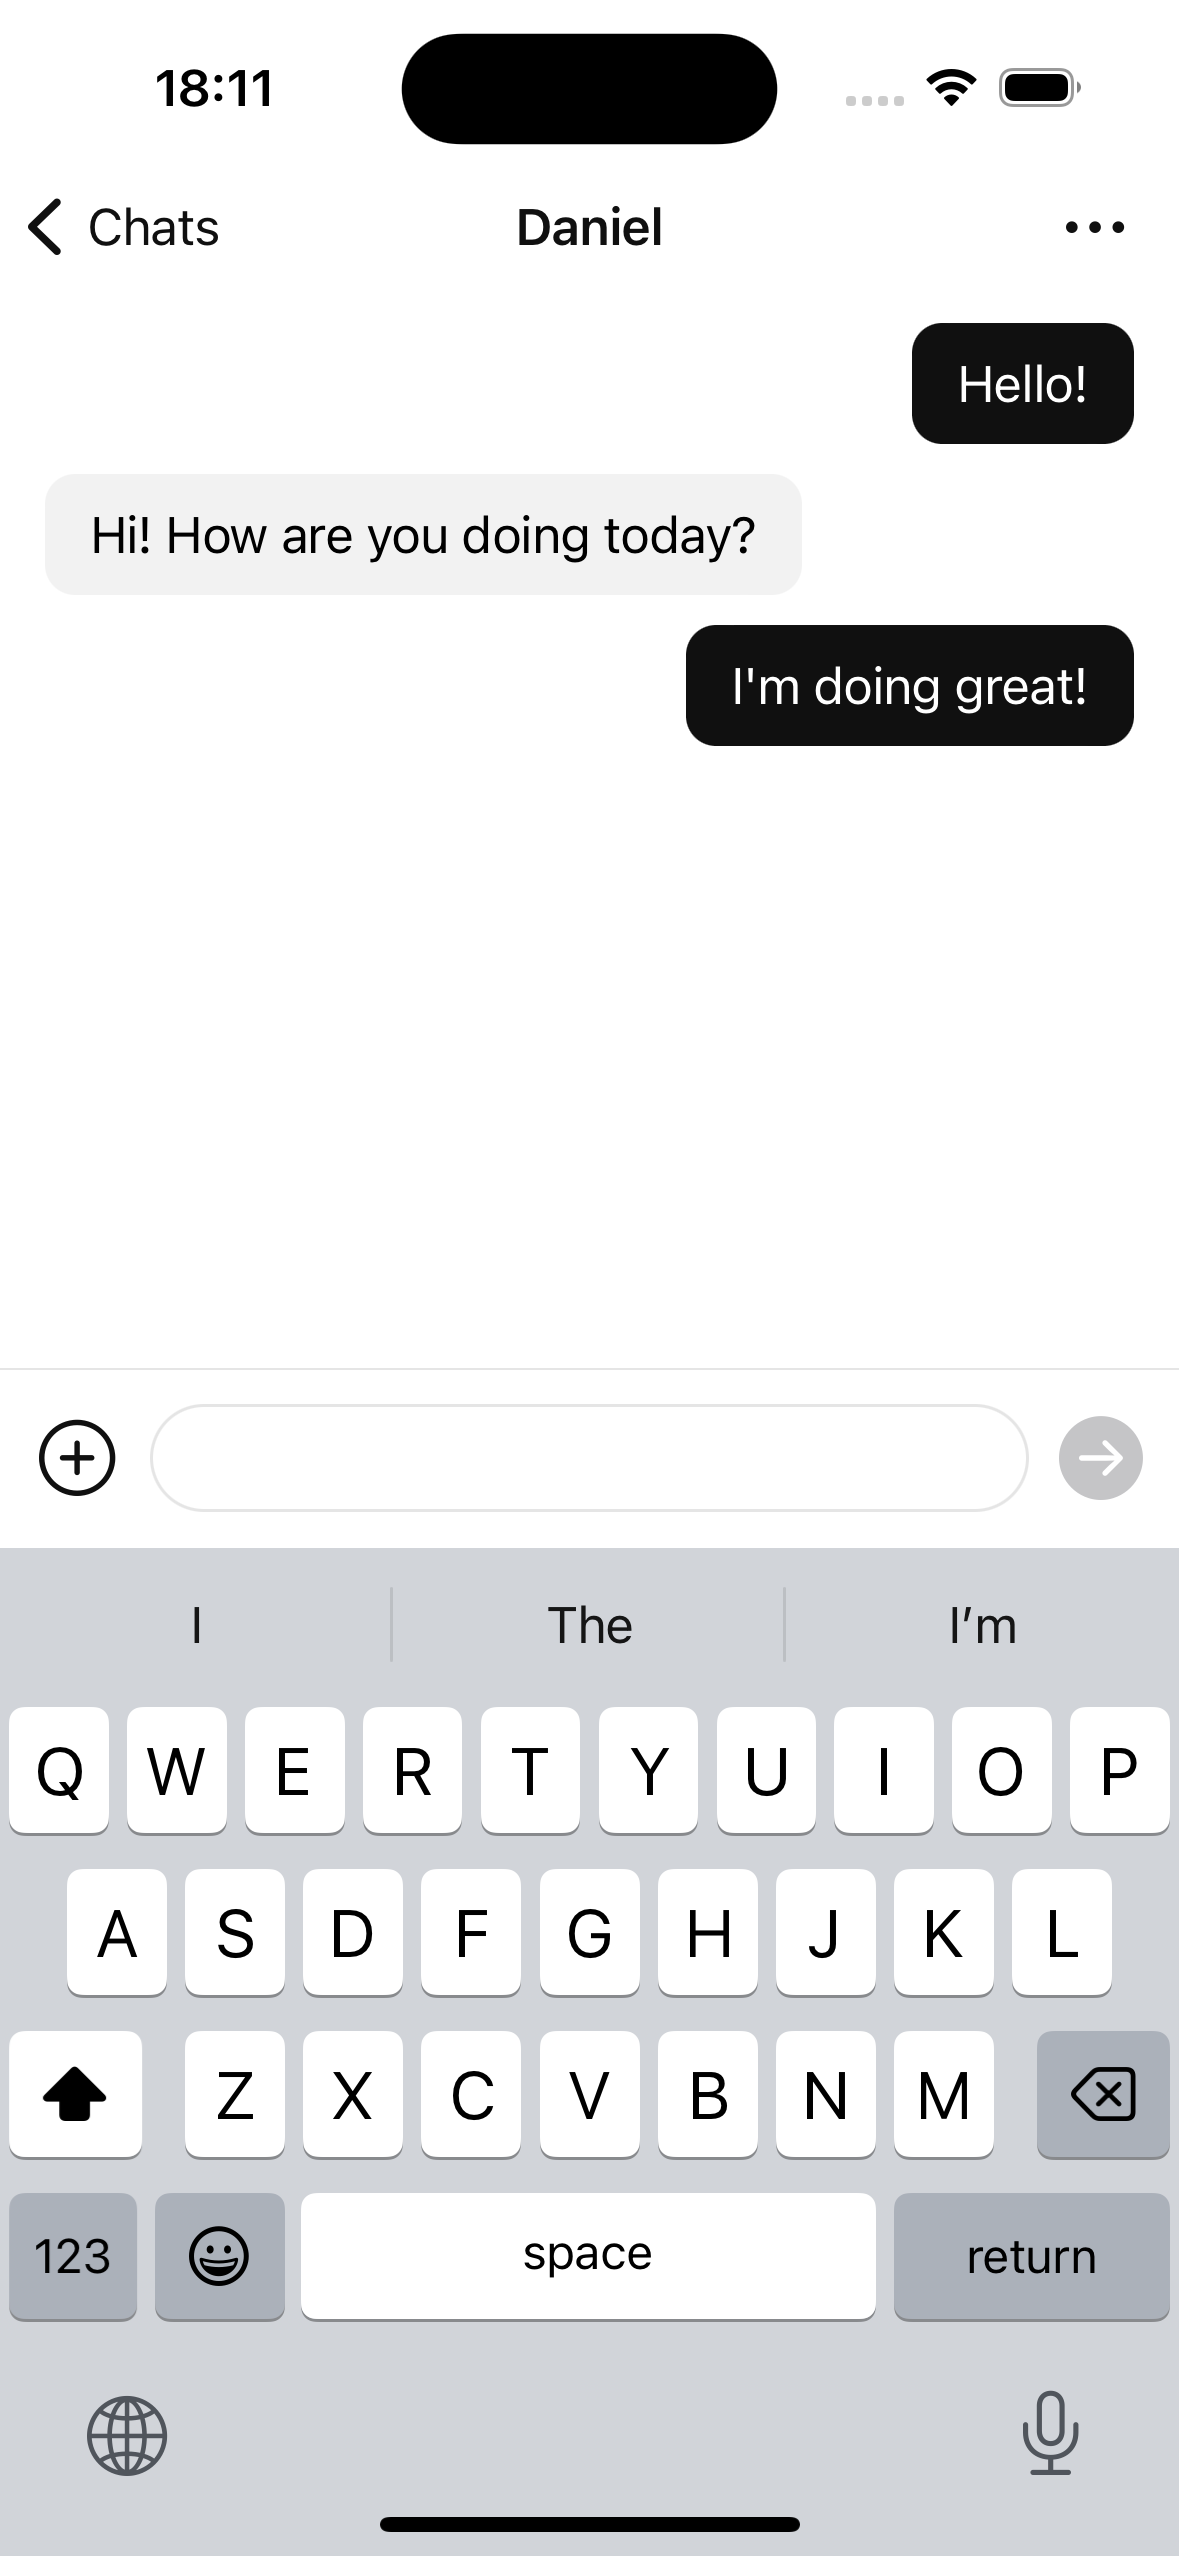 18:11
Chats
Daniel
Hello!
Hi! How are you doing today?
I'm doing great!
I
The
I’m
Q W E R T Y U I O P
A S D F G H J K L
Z X C V B N M
123
space
return